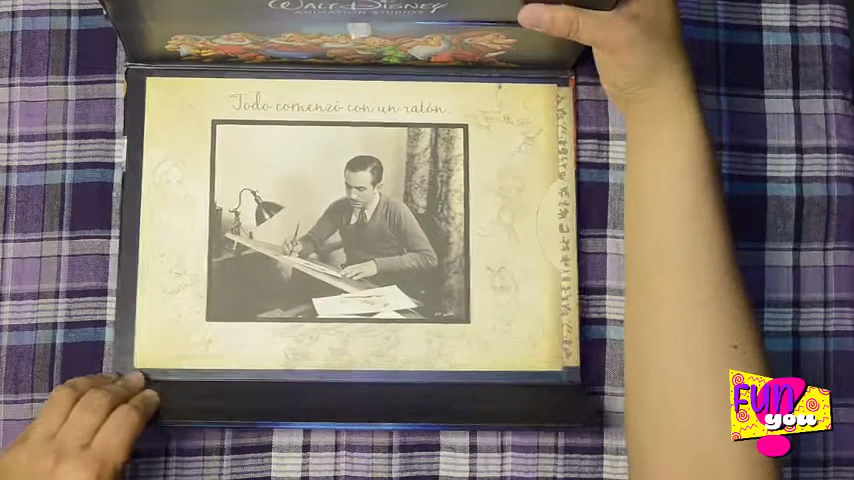 WALT DISNEY
ANIMATION STUDIOS
Todo comenzó con un ratón...
FUN
you